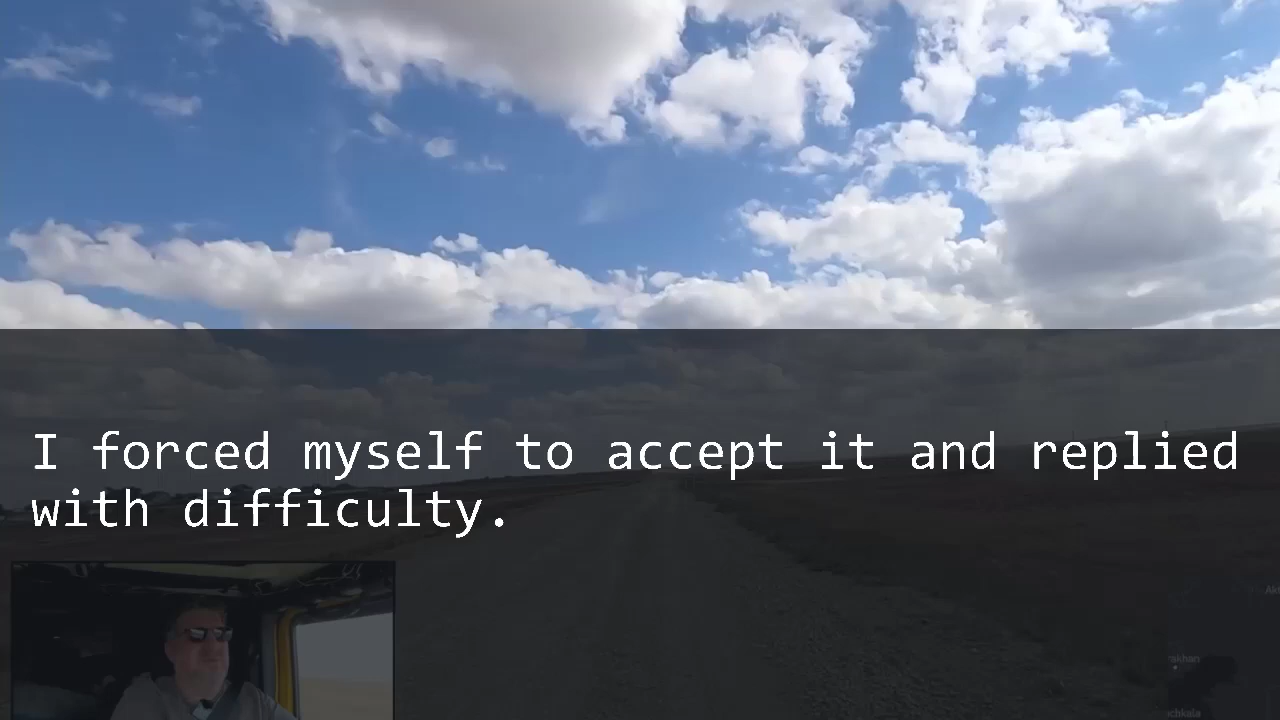 I forced myself to accept it and replied
with difficulty.